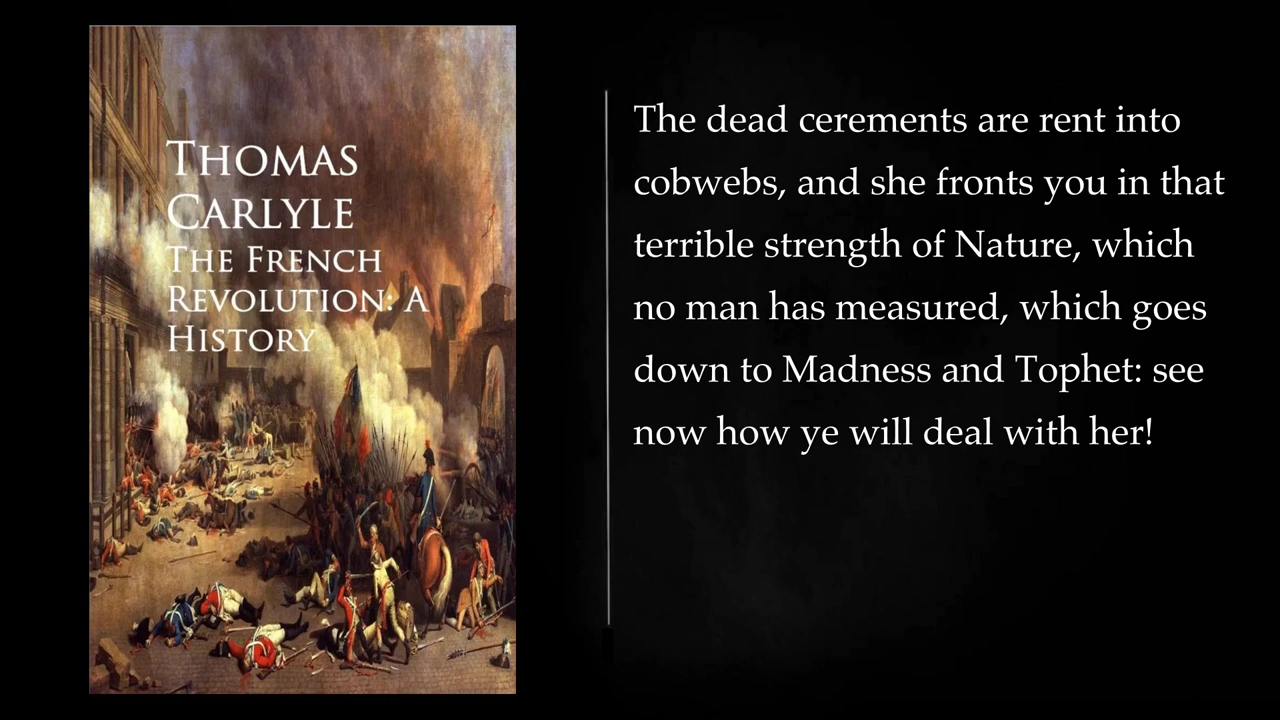 THOMAS
CARLYLE
THE FRENCH
REVOLUTION: A
HISTORY
The dead cerements are rent into
cobwebs, and she fronts you in that
terrible strength of Nature, which
no man has measured, which goes
down to Madness and Tophet: see
now how ye will deal with her!